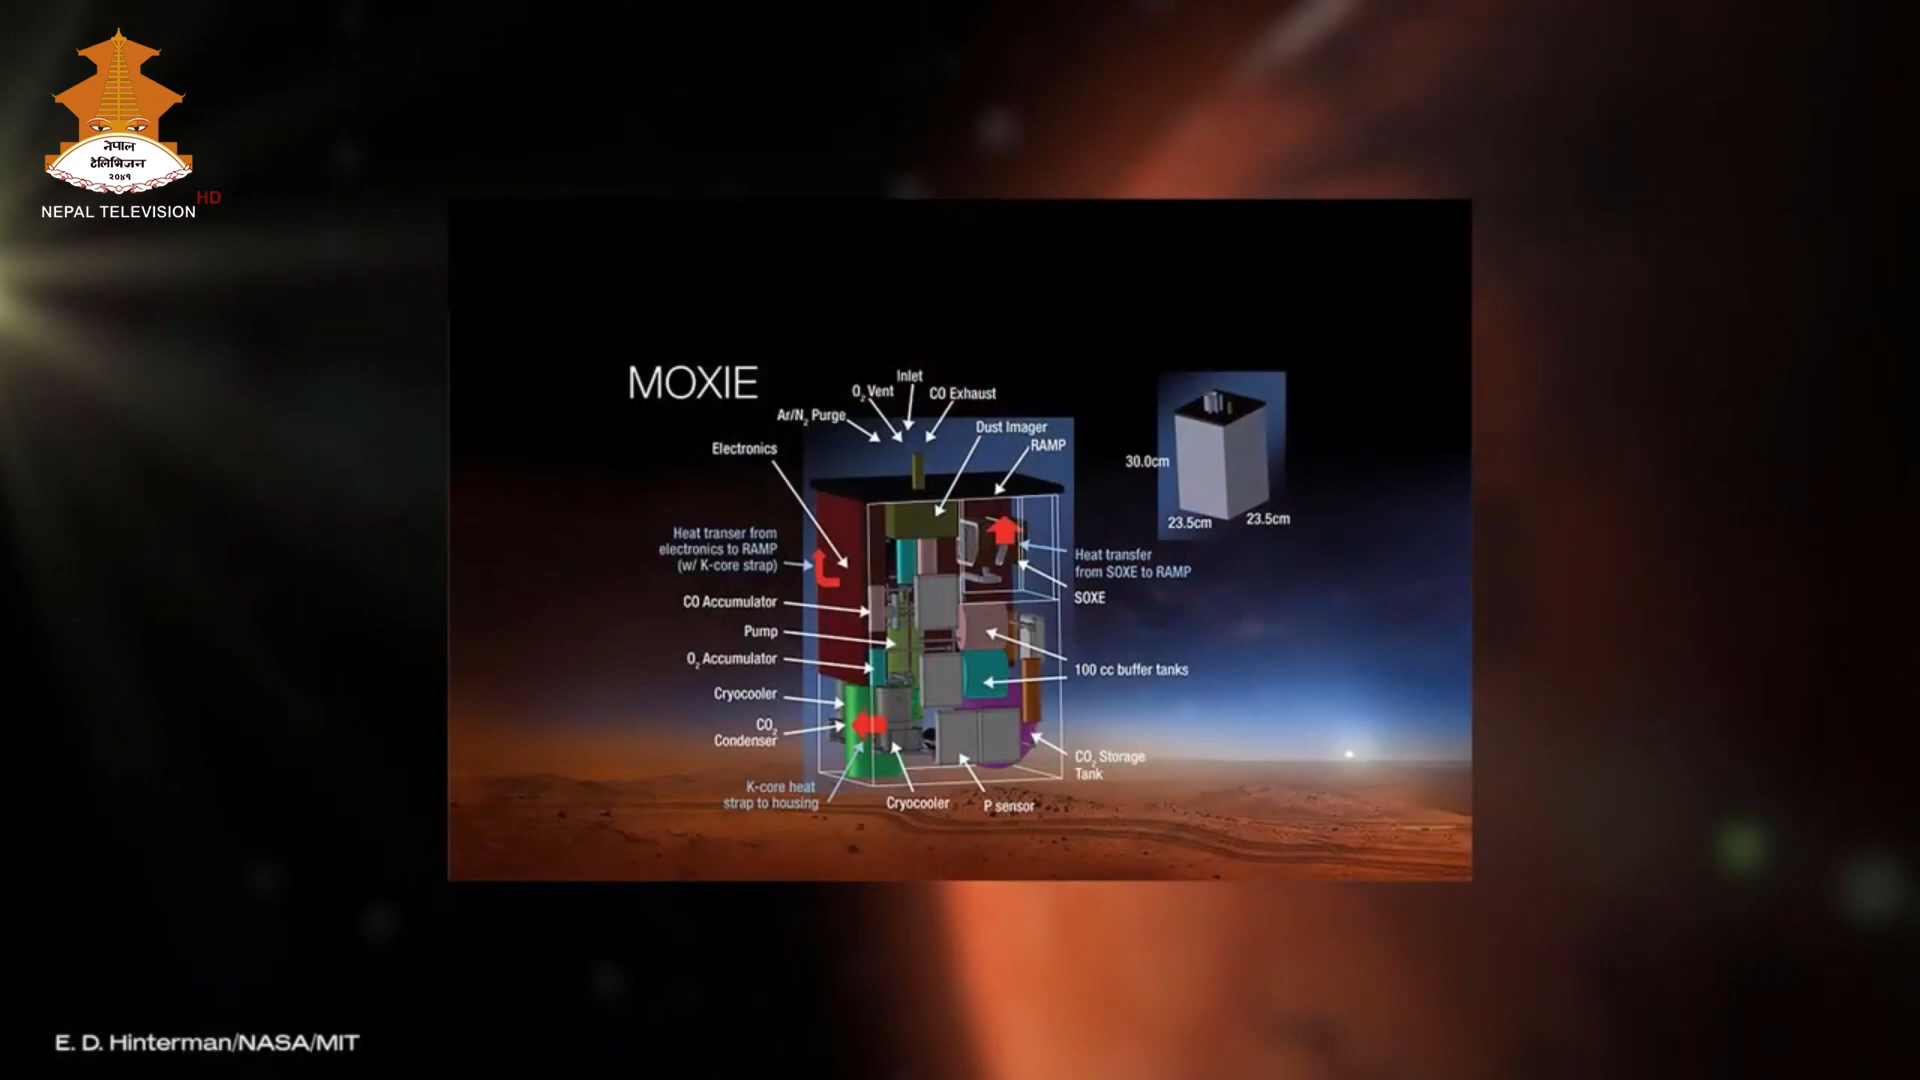 नेपाल
टेलिभिजन
२०४१
HD
NEPAL TELEVISION
MOXIE
Inlet
O₂ Vent
CO Exhaust
Ar/N₂ Purge
Dust Imager
RAMP
Electronics
30.0cm
23.5cm
23.5cm
Heat transer from
electronics to RAMP
(w/ K-core strap)
Heat transfer
from SOXE to RAMP
SOXE
CO Accumulator
Pump
O₂ Accumulator
100 cc buffer tanks
Cryocooler
CO₂
Condenser
CO₂ Storage
Tank
K-core heat
strap to housing
Cryocooler
P sensor
E. D. Hinterman/NASA/MIT